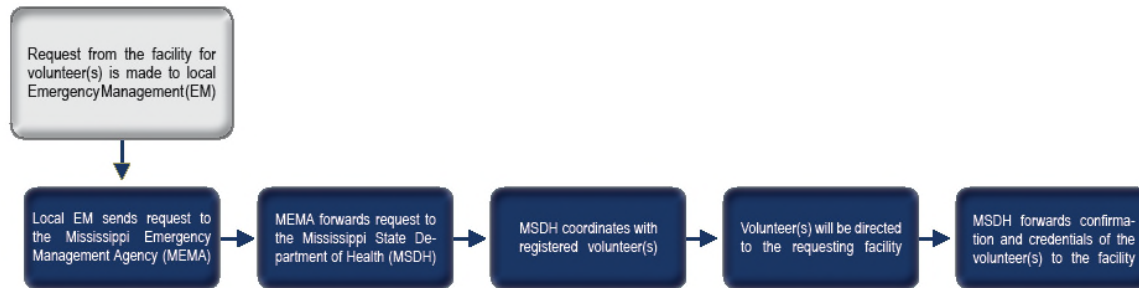 Request from the facility for
volunteer(s) is made to local
Emergency Management (EM)
Local EM sends request to
the Mississippi Emergency
Management Agency (MEMA)
MEMA forwards request to
the Mississippi State De-
partment of Health (MSDH)
MSDH coordinates with
registered volunteer(s)
Volunteer(s) will be directed
to the requesting facility
MSDH forwards confirma-
tion and credentials of the
volunteer(s) to the facility